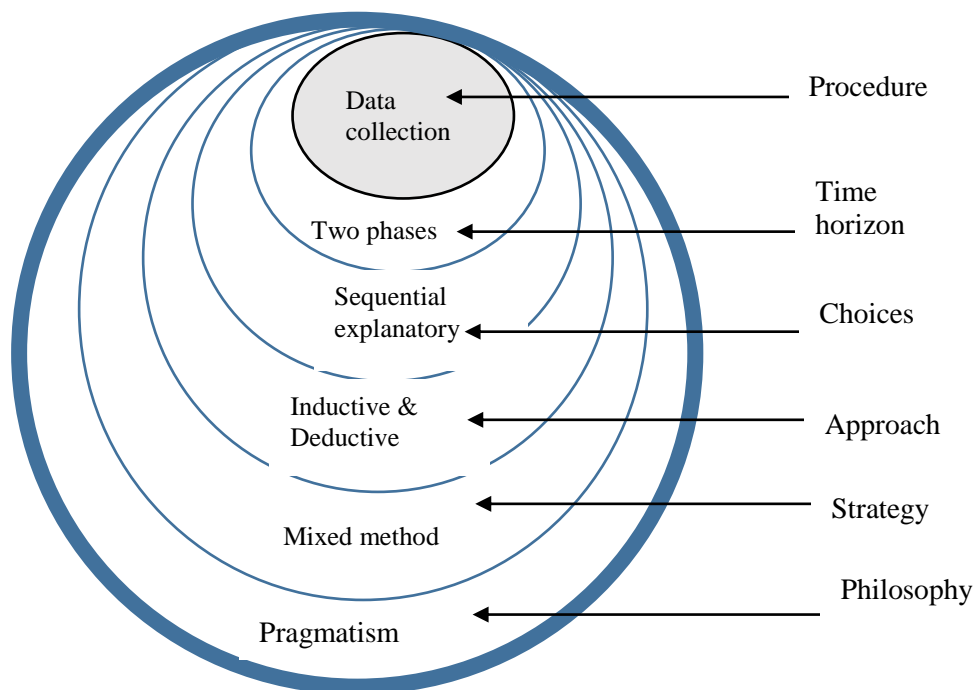 Data
collection
Procedure
Two phases
Time
horizon
Sequential
explanatory
Choices
Inductive &
Deductive
Approach
Mixed method
Strategy
Pragmatism
Philosophy